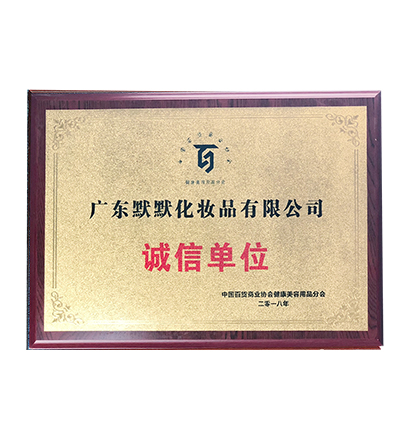 广东默默化妆品有限公司
诚信单位
中国百货商业协会健康美容用品分会
二零一八年